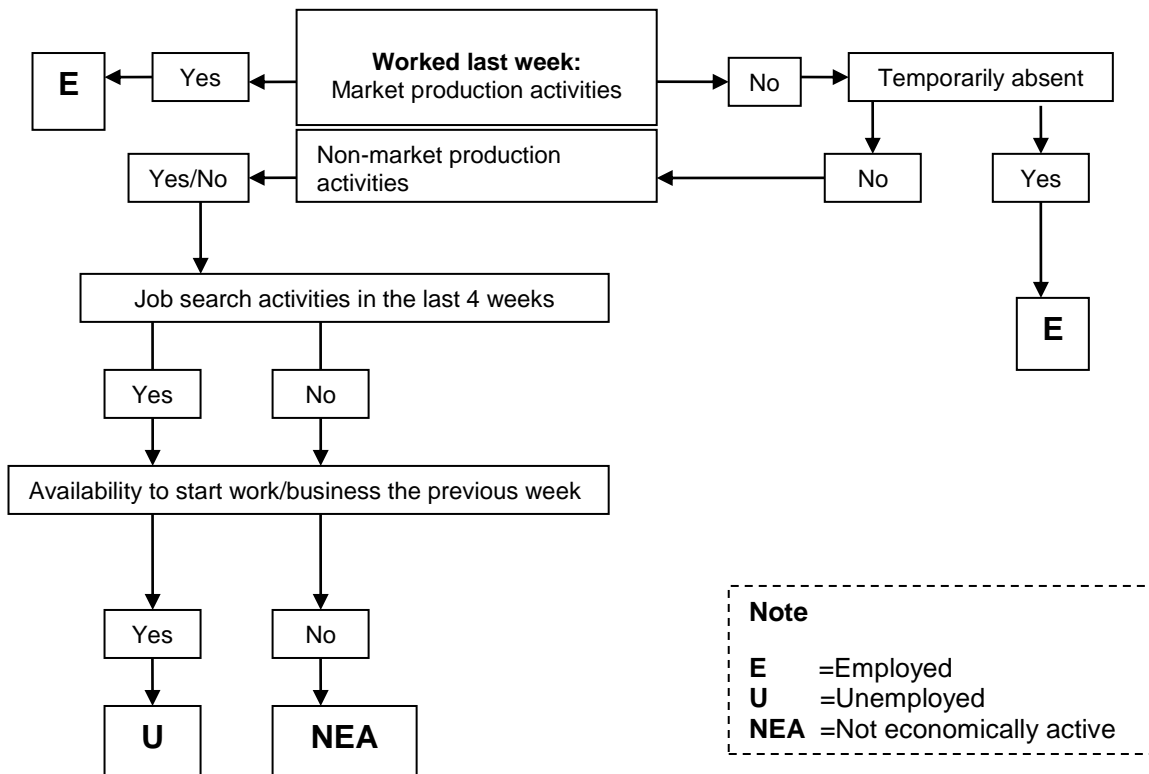 Worked last week:
E
Yes
Market production activities
No
Temporarily absent
Non-market production
activities
Yes/No
No
Yes
Job search activities in the last 4 weeks
E
Yes
No
Availability to start work/business the previous week
Note
Yes
No
E =Employed
U =Unemployed
NEA =Not economically active
U
NEA